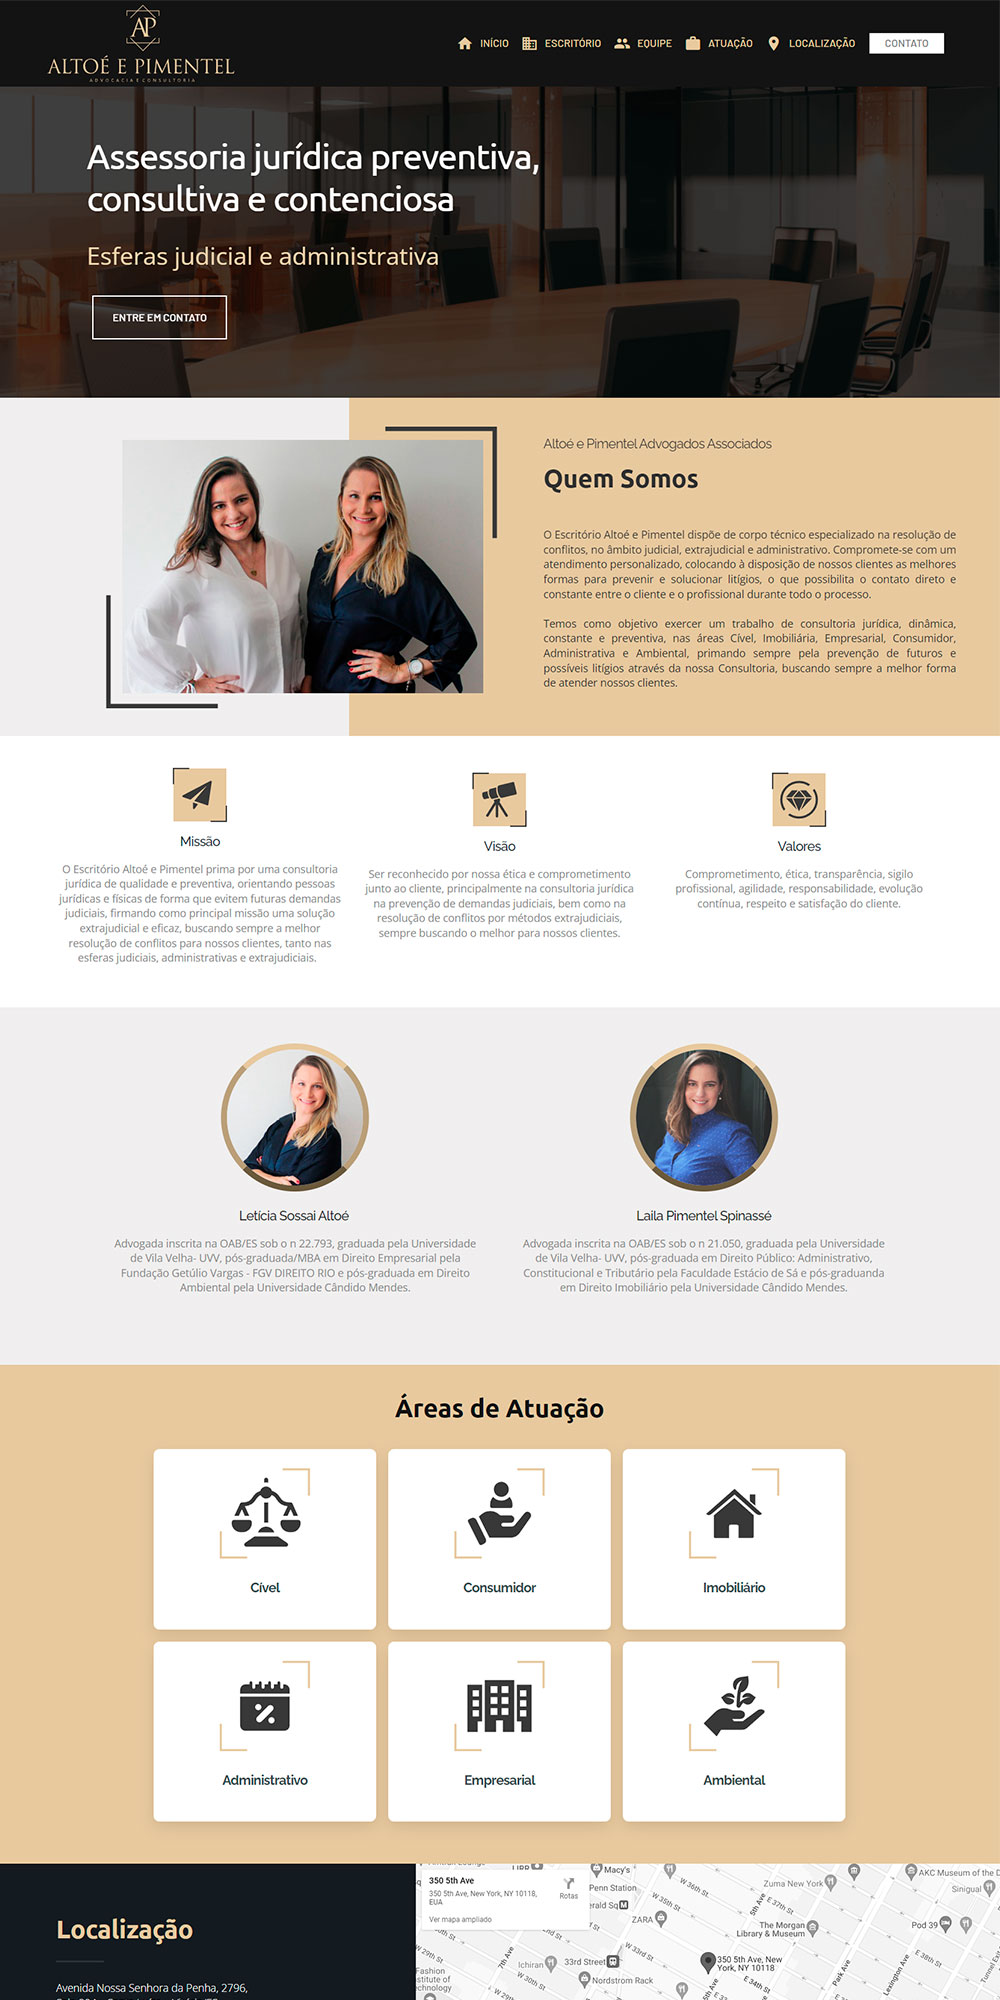 AP
ALTOÉ E PIMENTEL
ADVOCACIA E CONSULTORIA
INÍCIO ESCRITÓRIO EQUIPE ATUAÇÃO LOCALIZAÇÃO CONTATO
Assessoria jurídica preventiva,
consultiva e contenciosa
Esferas judicial e administrativa
ENTRE EM CONTATO
Altoé e Pimentel Advogados Associados
Quem Somos
O Escritório Altoé e Pimentel dispõe de corpo técnico especializado na resolução de
conflitos, no âmbito judicial, extrajudicial e administrativo. Compromete-se com um
atendimento personalizado, colocando à disposição de nossos clientes as melhores
formas para prevenir e solucionar litígios, o que possibilita o contato direto e
constante entre o cliente e o profissional durante todo o processo.
Temos como objetivo exercer um trabalho de consultoria jurídica, dinâmica,
constante e preventiva, nas áreas Cível, Imobiliária, Empresarial, Consumidor,
Administrativa e Ambiental, primando sempre pela prevenção de futuros e
possíveis litígios através da nossa Consultoria, buscando sempre a melhor forma
de atender nossos clientes.
Missão
O Escritório Altoé e Pimentel prima por uma consultoria
jurídica de qualidade e preventiva, orientando pessoas
jurídicas e físicas de forma que evitem futuras demandas
judiciais, firmando como principal missão uma solução
extrajudicial e eficaz, buscando sempre a melhor
resolução de conflitos para nossos clientes, tanto nas
esferas judiciais, administrativas e extrajudiciais.
Visão
Ser reconhecido por nossa ética e comprometimento
junto ao cliente, principalmente na consultoria jurídica
na prevenção de demandas judiciais, bem como na
resolução de conflitos por métodos extrajudiciais,
sempre buscando o melhor para nossos clientes.
Valores
Comprometimento, ética, transparência, sigilo
profissional, agilidade, responsabilidade, evolução
contínua, respeito e satisfação do cliente.
Letícia Sossai Altoé
Advogada inscrita na OAB/ES sob o n 22.793, graduada pela Universidade
de Vila Velha- UVV, pós-graduada/MBA em Direito Empresarial pela
Fundação Getúlio Vargas - FGV DIREITO RIO e pós-graduada em Direito
Ambiental pela Universidade Cândido Mendes.
Laila Pimentel Spinassé
Advogada inscrita na OAB/ES sob o n 21.050, graduada pela Universidade
de Vila Velha- UVV, pós-graduada em Direito Público: Administrativo,
Constitucional e Tributário pela Faculdade Estácio de Sá e pós-graduanda
em Direito Imobiliário pela Universidade Cândido Mendes.
Áreas de Atuação
Cível
Consumidor
Imobiliário
Administrativo
Empresarial
Ambiental
Localização
Avenida Nossa Senhora da Penha, 2796,
350 5th Ave
350 5th Ave, New York, NY 10118,
EUA
Rotas
Ver mapa ampliado
Macy's
Penn Station
erald Sq M
ZARA
W 36th St
W 35th St
W 33rd St
W 29th St
5th Ave
Zuma New York
E 37th St
AKC Museum of the D
Sinigual
The Morgan
Library & Museum
Pod 39
Ichiran
33rd Street
Nordstrom Rack
Fashion
stitute of
chnology
350 5th Ave, New
York, NY 10118
E 34th St
Park Ave
Lexington Ave
E 38th St
Tunnel